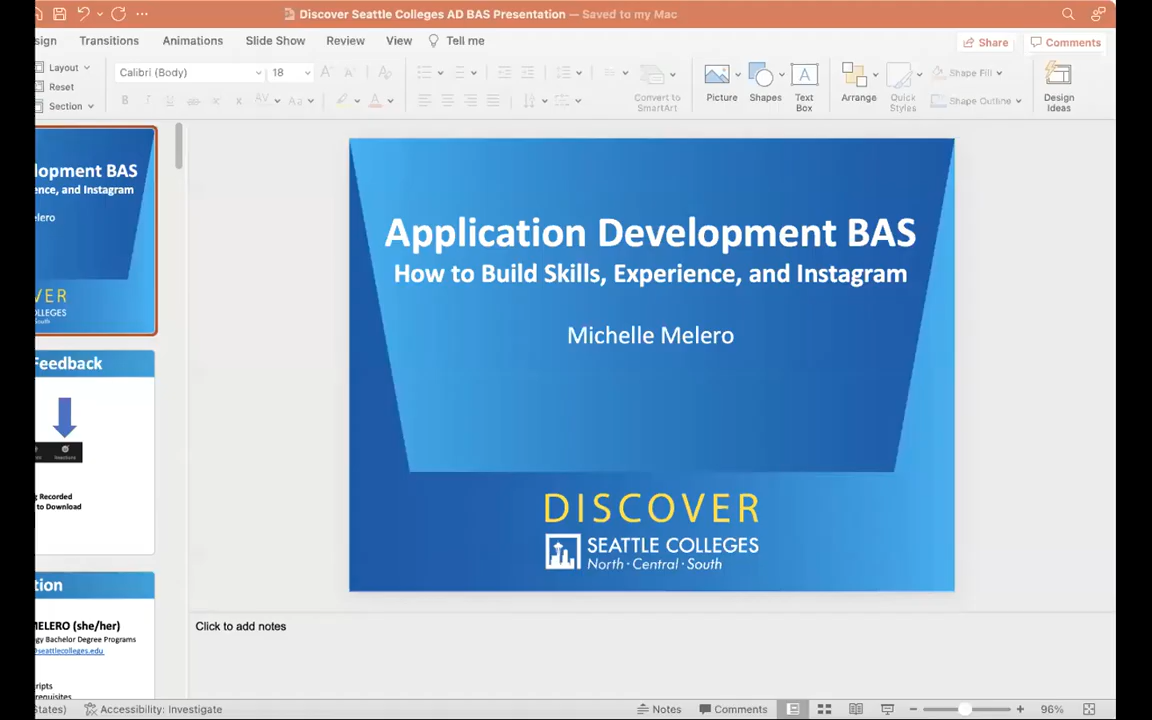 Discover Seattle Colleges AD BAS Presentation — Saved to my Mac
sign Transitions Animations Slide Show Review View Tell me
Share Comments
Layout
Reset
Section
Calibri (Body) 18
Convert to
SmartArt
Picture
Shapes
Text
Box
Arrange
Quick
Styles
Shape Fill
Shape Outline
Design
Ideas
lopment BAS
ence, and Instagram
elero
VER
LLEGES
South
Feedback
g Recorded
to Download
tion
MELERO (she/her)
gy Bachelor Degree Programs
@seattlecolleges.edu
ripts
requisites
Application Development BAS
How to Build Skills, Experience, and Instagram
Michelle Melero
DISCOVER
SEATTLE COLLEGES
North · Central · South
Click to add notes
States) Accessibility: Investigate
Notes Comments 96%